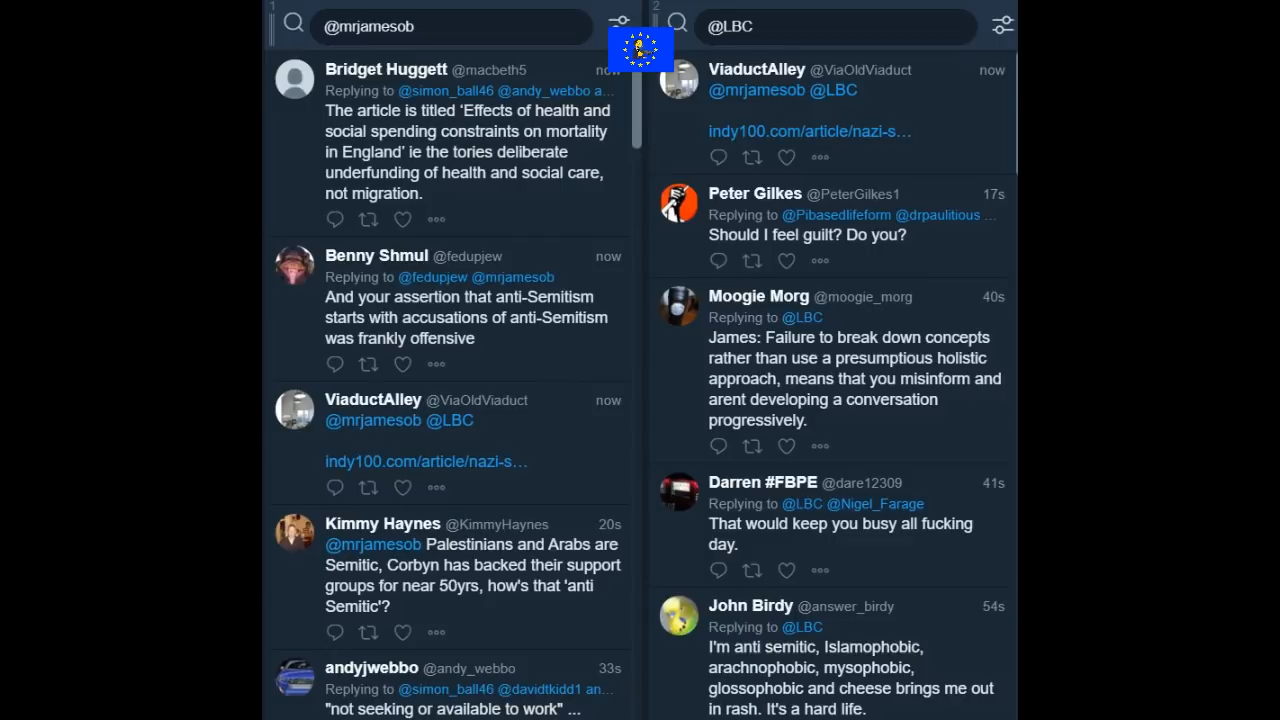 1
@mrjamesob
Bridget Huggett @macbeth5 now
Replying to @simon_ball46 @andy_webbo a...
The article is titled 'Effects of health and
social spending constraints on mortality
in England' ie the tories deliberate
underfunding of health and social care,
not migration.
Benny Shmul @fedupjew now
Replying to @fedupjew @mrjamesob
And your assertion that anti-Semitism
starts with accusations of anti-Semitism
was frankly offensive
ViaductAlley @ViaOldViaduct now
@mrjamesob @LBC
indy100.com/article/nazi-s…
Kimmy Haynes @KimmyHaynes 20s
@mrjamesob Palestinians and Arabs are
Semitic, Corbyn has backed their support
groups for near 50yrs, how's that 'anti
Semitic'?
andyjwebbo @andy_webbo 33s
Replying to @simon_ball46 @davidtkidd1 an...
"not seeking or available to work" ...
2
@LBC
ViaductAlley @ViaOldViaduct now
@mrjamesob @LBC
indy100.com/article/nazi-s…
Peter Gilkes @PeterGilkes1 17s
Replying to @Pibasedlifeform @drpaulitious ...
Should I feel guilt? Do you?
Moogie Morg @moogie_morg 40s
Replying to @LBC
James: Failure to break down concepts
rather than use a presumptious holistic
approach, means that you misinform and
arent developing a conversation
progressively.
Darren #FBPE @dare12309 41s
Replying to @LBC @Nigel_Farage
That would keep you busy all fucking
day.
John Birdy @answer_birdy 54s
Replying to @LBC
I'm anti semitic, Islamophobic,
arachnophobic, mysophobic,
glossophobic and cheese brings me out
in rash. It's a hard life.